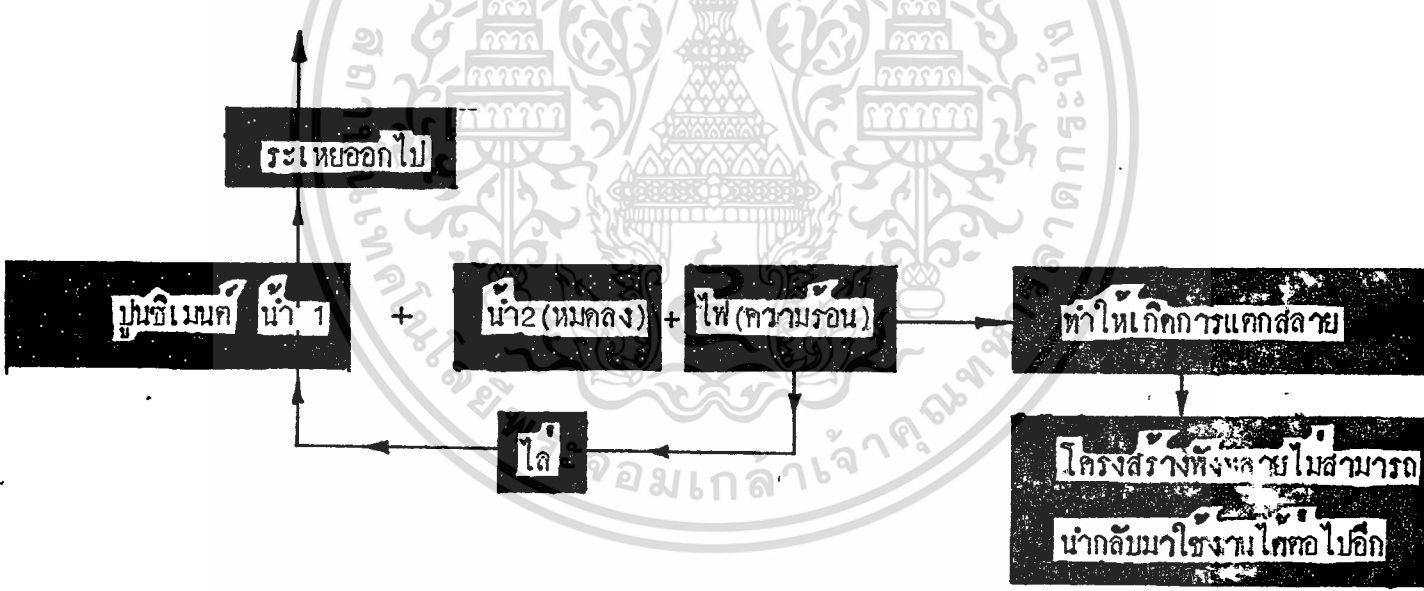 ระเหยออกไป
ปูนซิเมนต์ น้ำ 1 + น้ำ2(หมดลง) + ไฟ(ความร้อน)
ทำให้เกิดการแตกสลาย
ไล่
โครงสร้างพังทลายไม่สามารถ
นำกลับมาใช้งานได้ต่อไปอีก